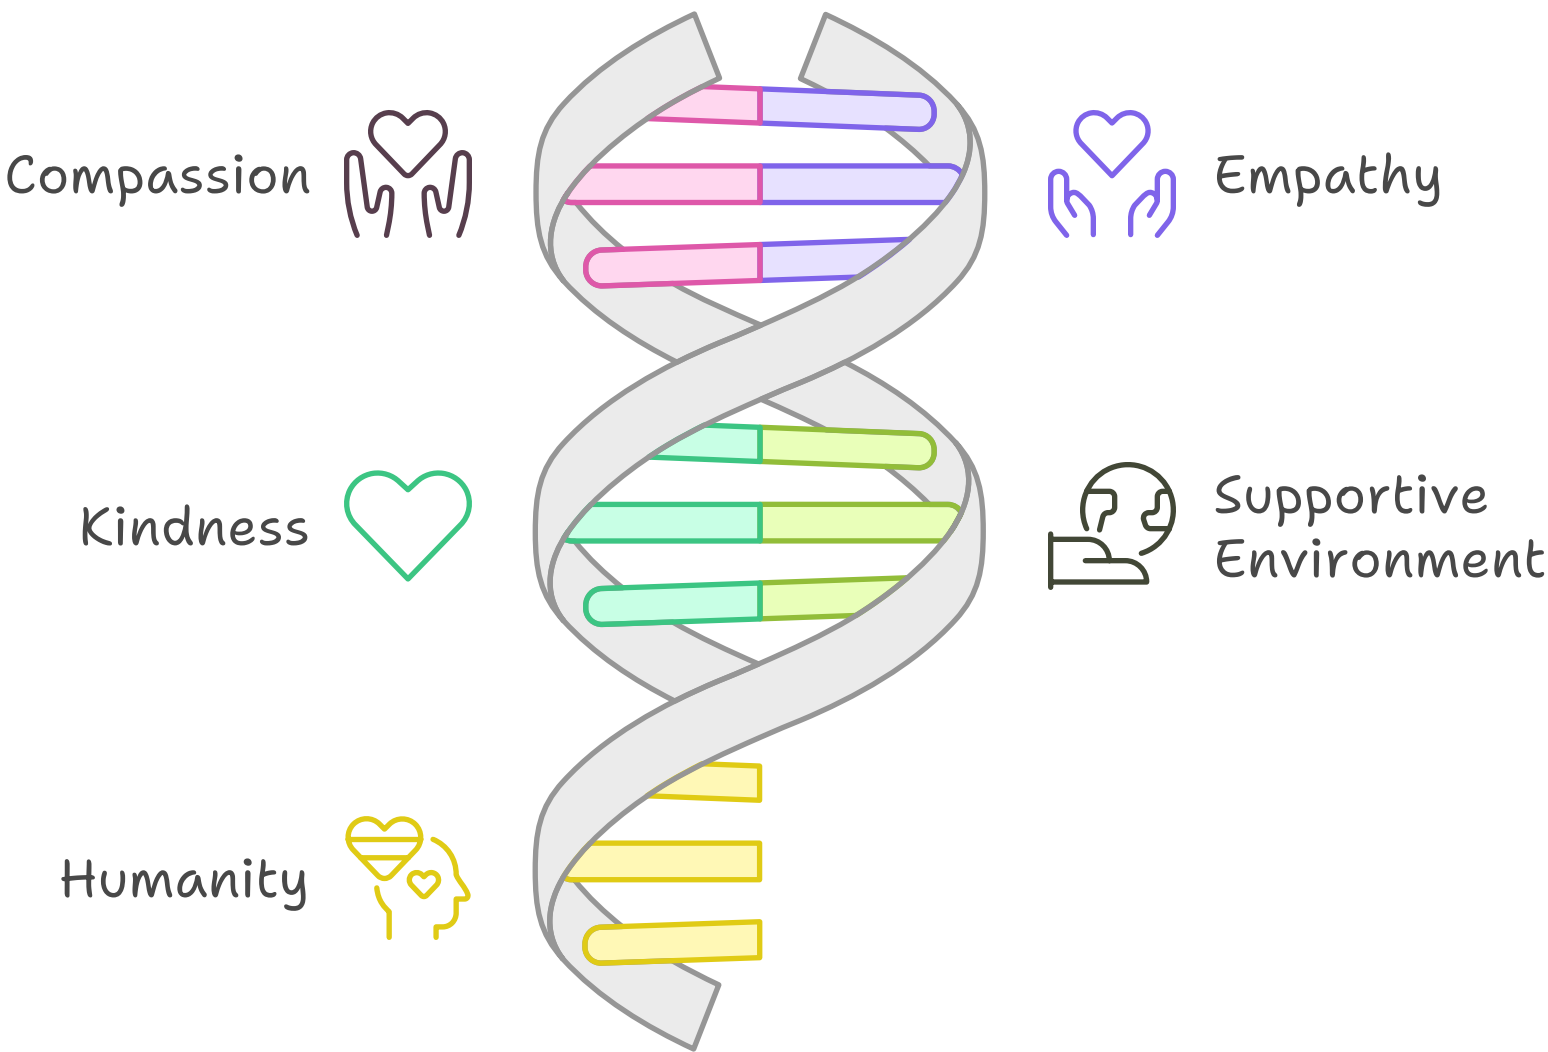 Compassion
Empathy
Kindness
Supportive
Environment
Humanity